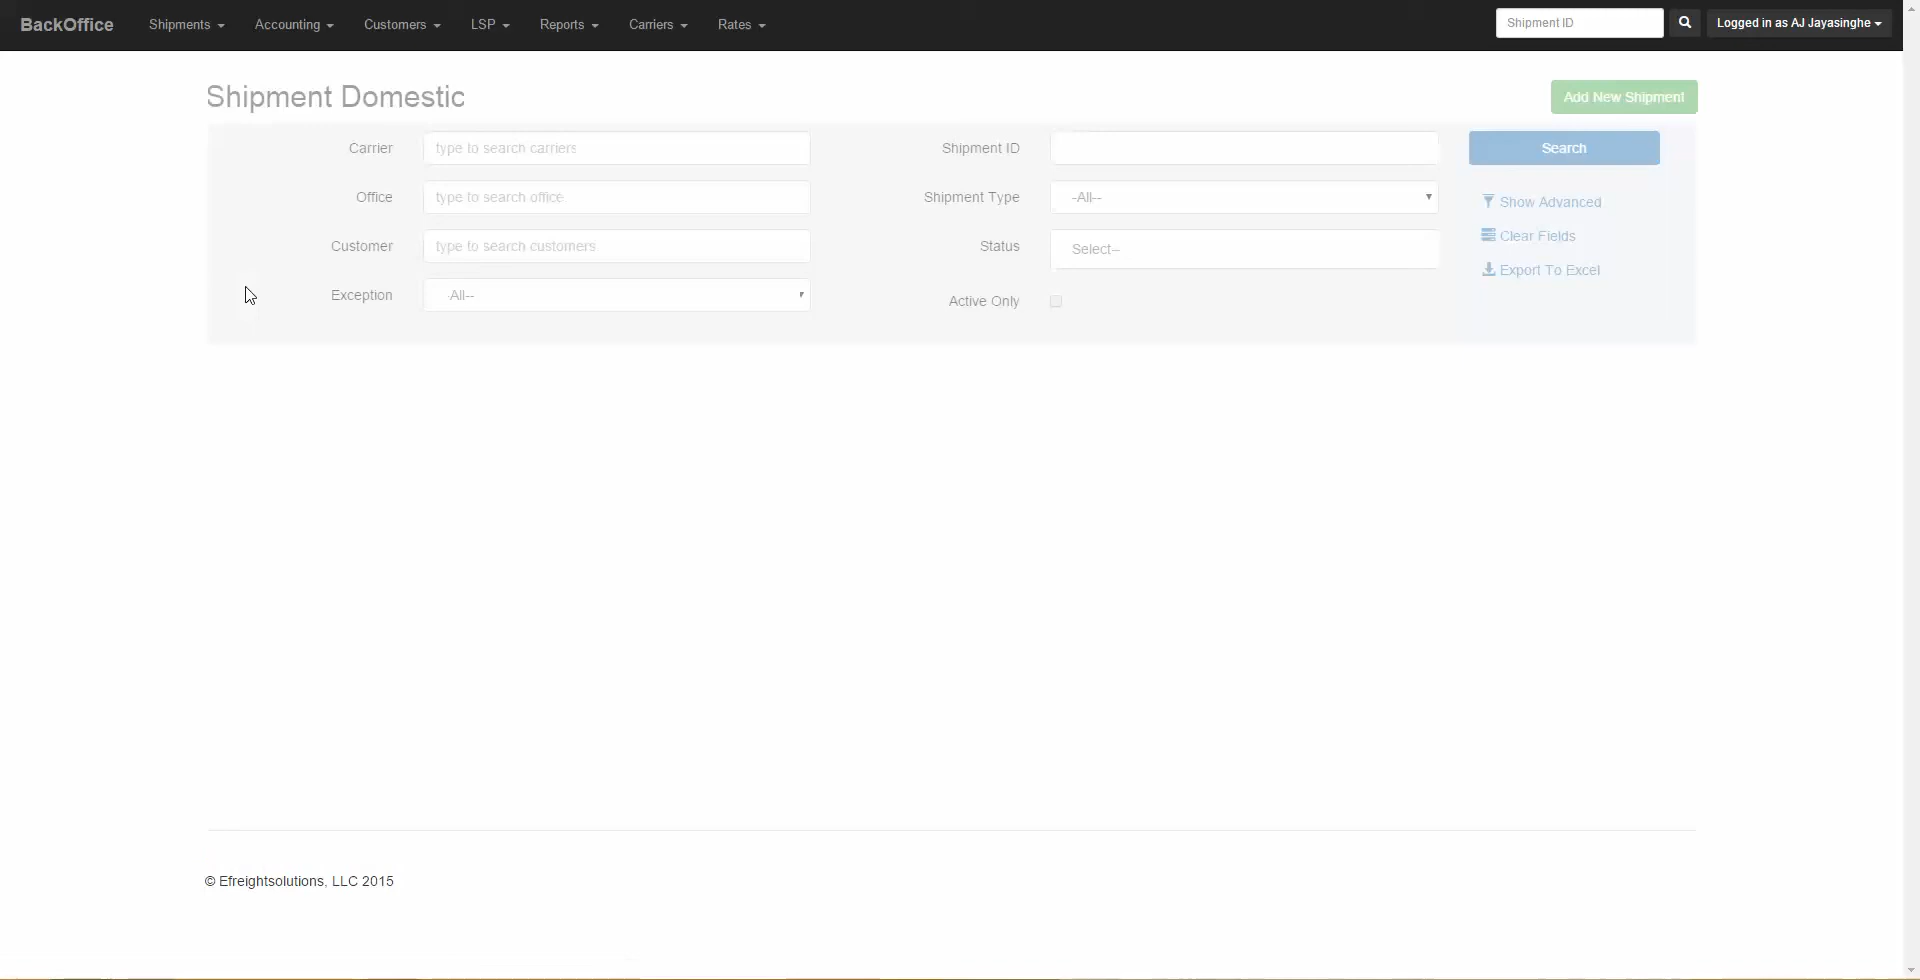 BackOffice Shipments Accounting Customers LSP Reports Carriers Rates Shipment ID Logged in as AJ Jayasinghe
Shipment Domestic Add New Shipment
Carrier type to search carriers Shipment ID Search
Office type to search office Shipment Type -All-- Show Advanced
Customer type to search customers Status Select-- Clear Fields
Exception -All-- Active Only Export To Excel
© Efreightsolutions, LLC 2015